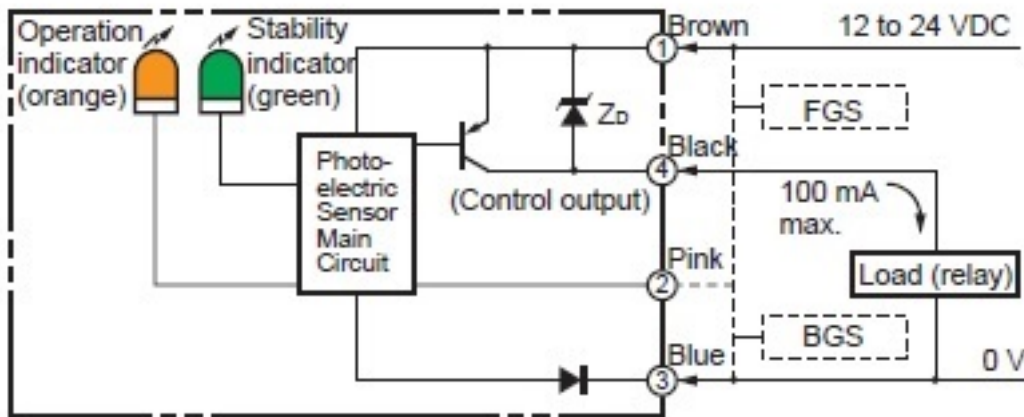 Operation
indicator
(orange)
Stability
indicator
(green)
Photo-
electric
Sensor
Main
Circuit
ZD
(Control output)
1
Brown
12 to 24 VDC
FGS
4
Black
100 mA
max.
Load (relay)
2
Pink
BGS
3
Blue
0 V